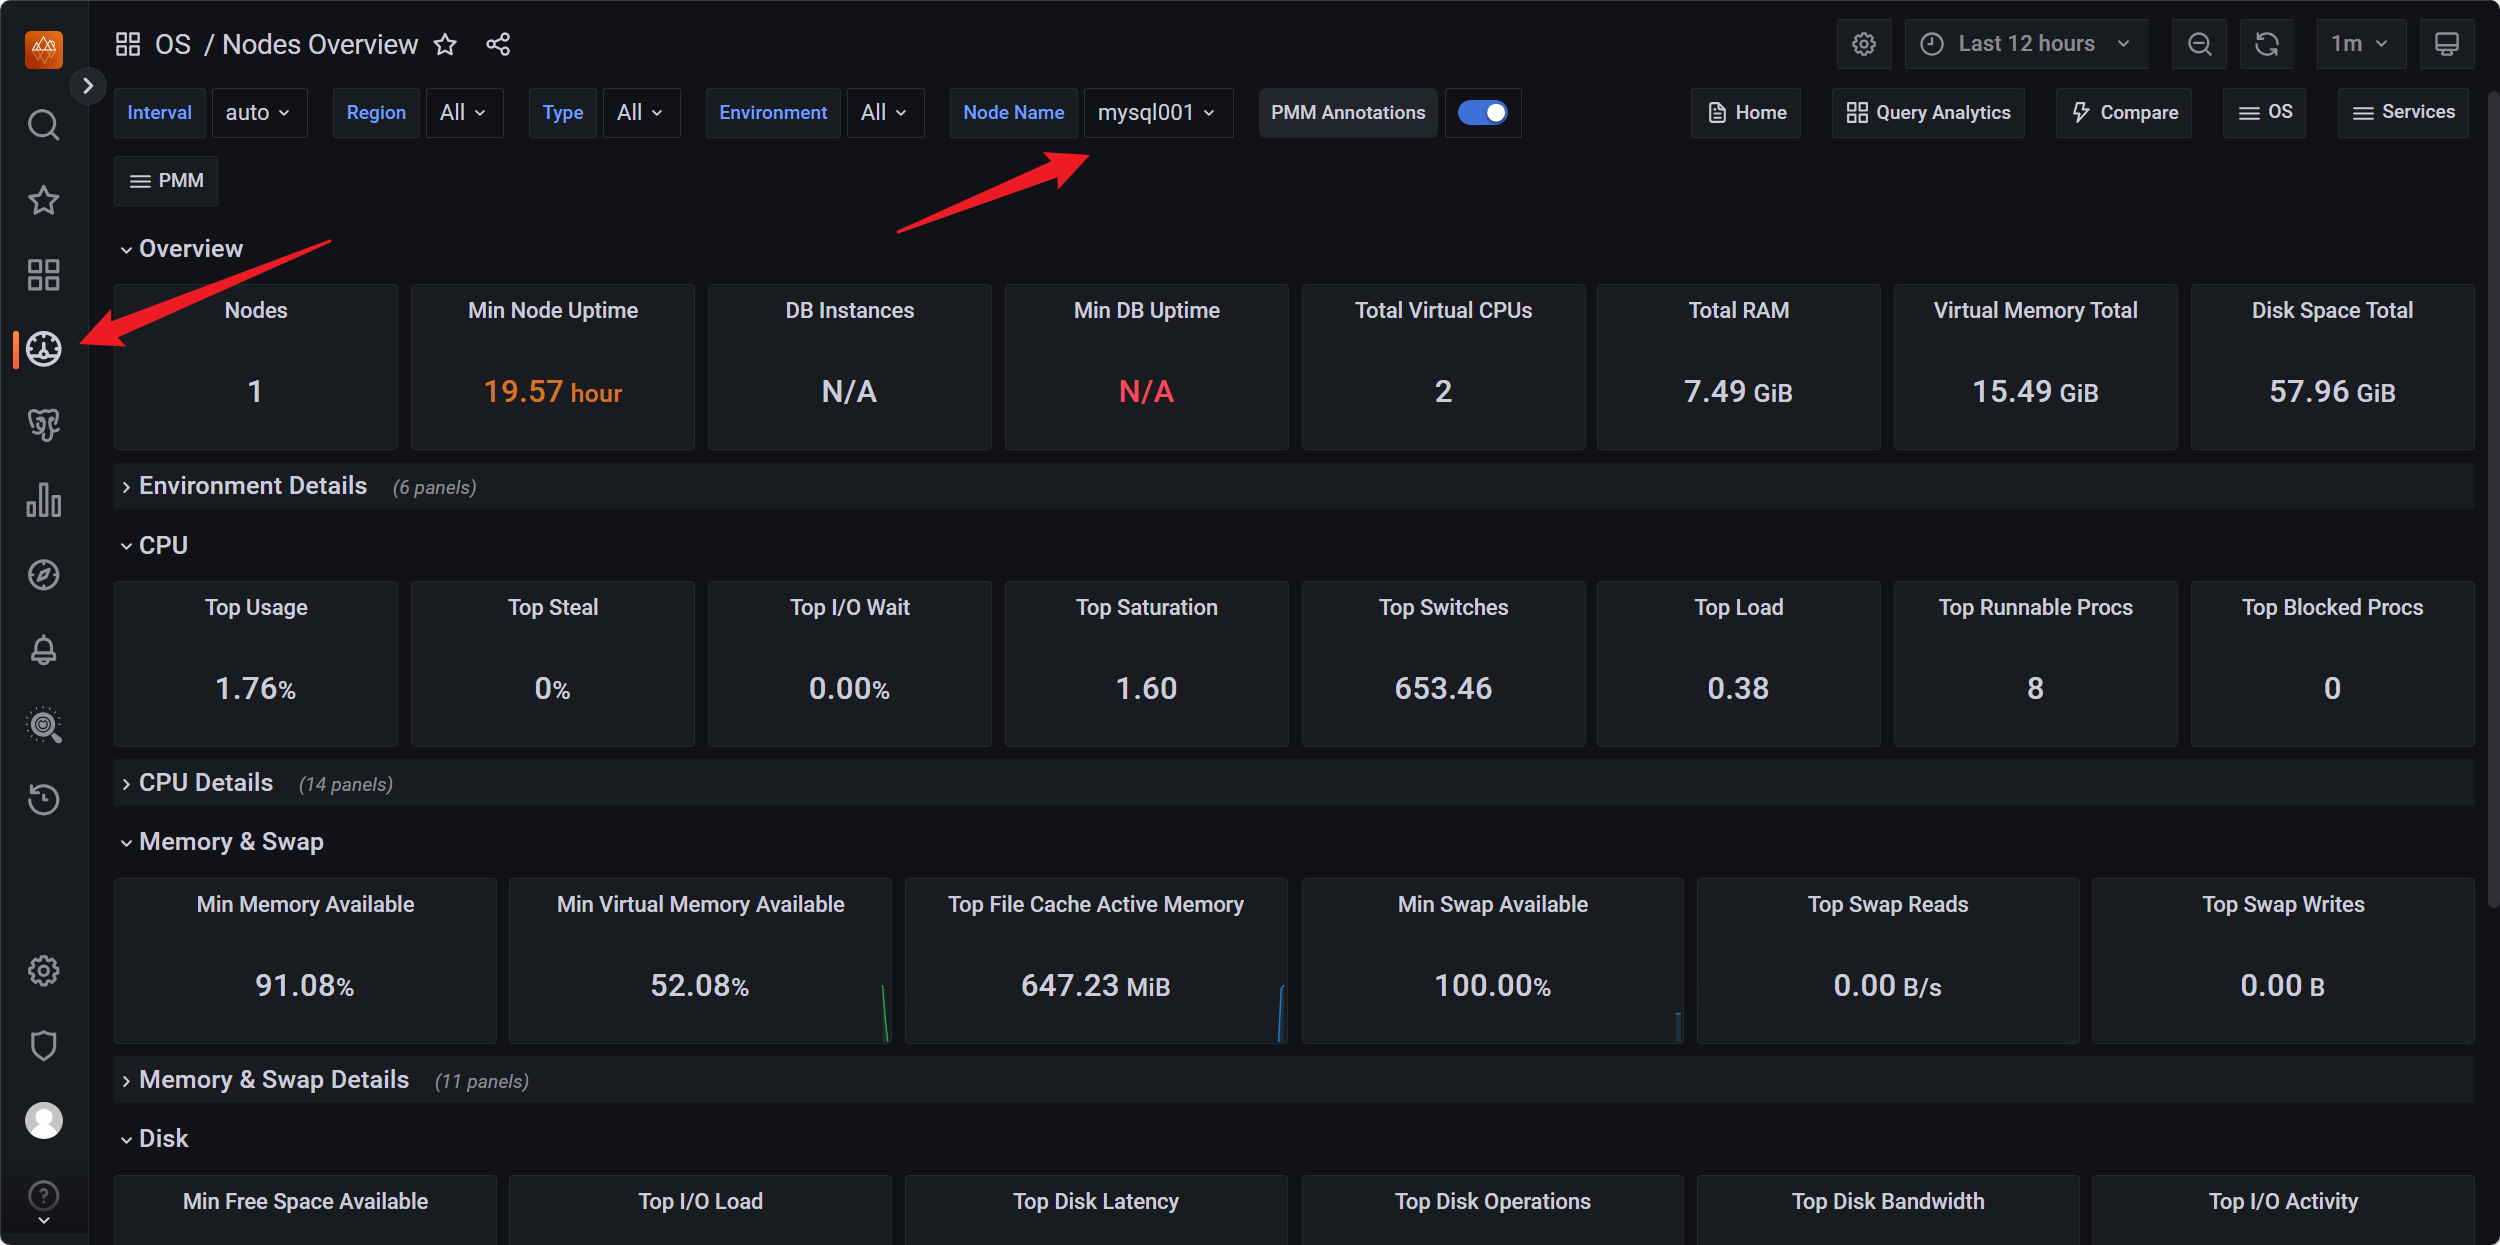 OS / Nodes Overview
Last 12 hours
1m
Interval auto Region All Type All Environment All Node Name mysql001 PMM Annotations Home Query Analytics Compare OS Services
PMM
Overview
Nodes Min Node Uptime DB Instances Min DB Uptime Total Virtual CPUs Total RAM Virtual Memory Total Disk Space Total
1 19.57 hour N/A N/A 2 7.49 GiB 15.49 GiB 57.96 GiB
Environment Details (6 panels)
CPU
Top Usage Top Steal Top I/O Wait Top Saturation Top Switches Top Load Top Runnable Procs Top Blocked Procs
1.76% 0% 0.00% 1.60 653.46 0.38 8 0
CPU Details (14 panels)
Memory & Swap
Min Memory Available Min Virtual Memory Available Top File Cache Active Memory Min Swap Available Top Swap Reads Top Swap Writes
91.08% 52.08% 647.23 MiB 100.00% 0.00 B/s 0.00 B
Memory & Swap Details (11 panels)
Disk
Min Free Space Available Top I/O Load Top Disk Latency Top Disk Operations Top Disk Bandwidth Top I/O Activity